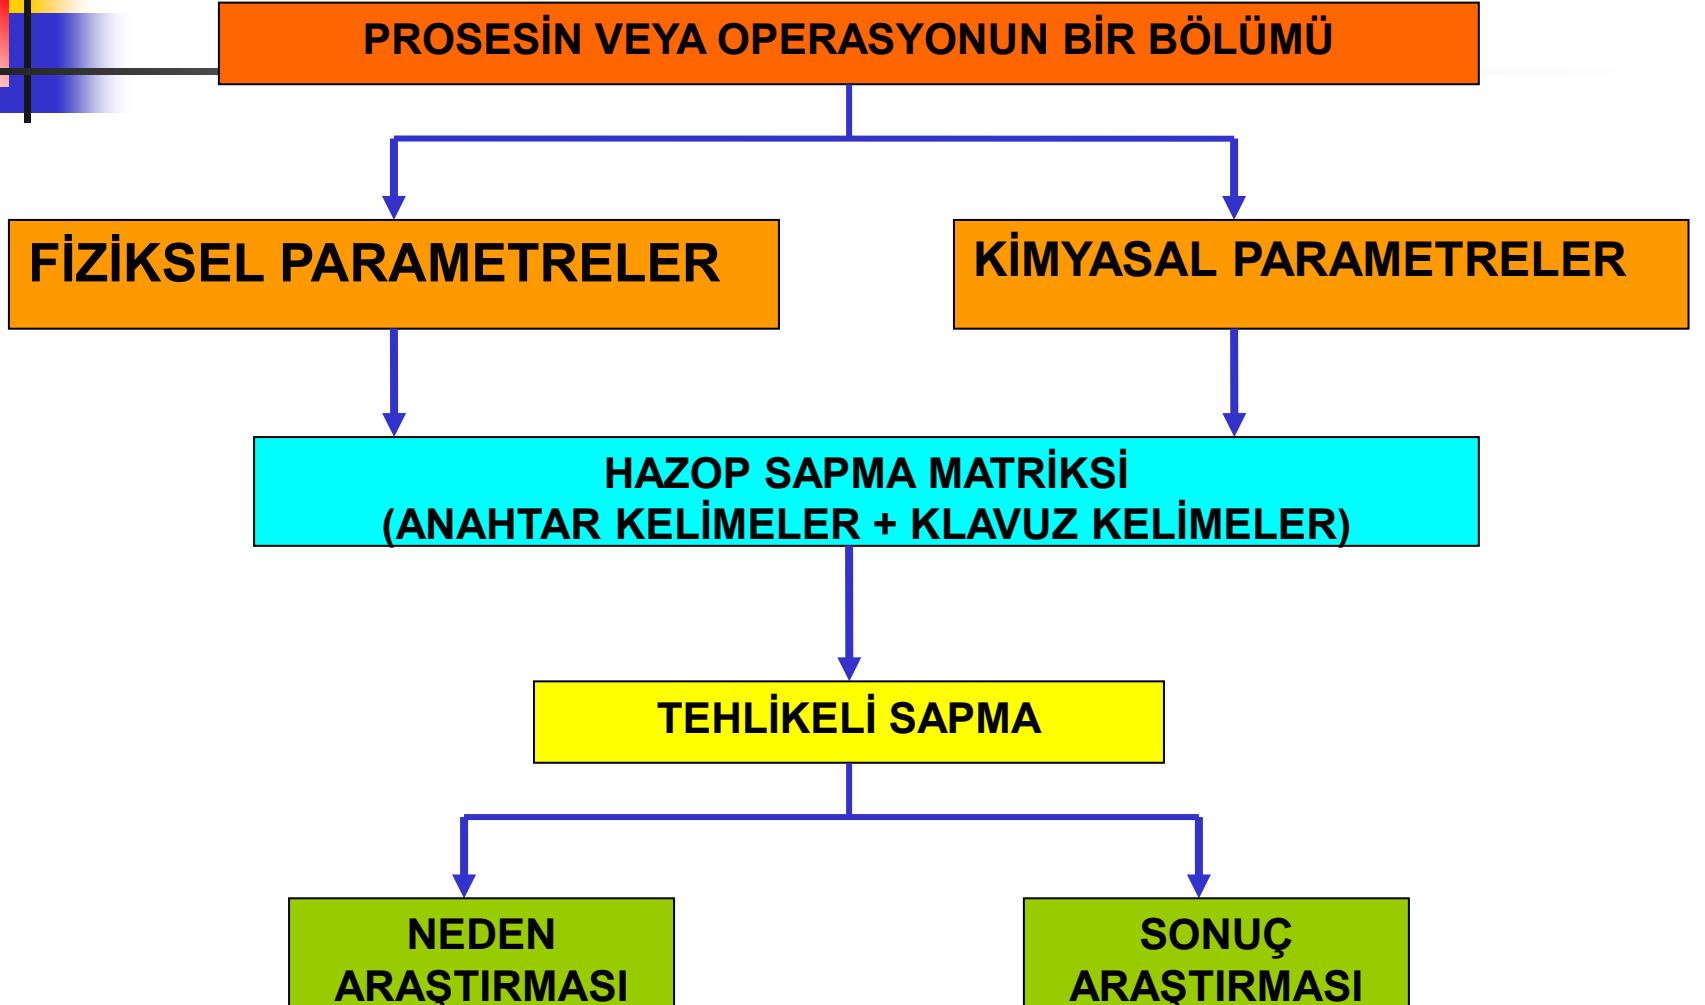 PROSESİN VEYA OPERASYONUN BİR BÖLÜMÜ
FİZİKSEL PARAMETRELER
KİMYASAL PARAMETRELER
HAZOP SAPMA MATRİKSİ
(ANAHTAR KELİMELER + KLAVUZ KELİMELER)
TEHLİKELİ SAPMA
NEDEN
ARAŞTIRMASI
SONUÇ
ARAŞTIRMASI